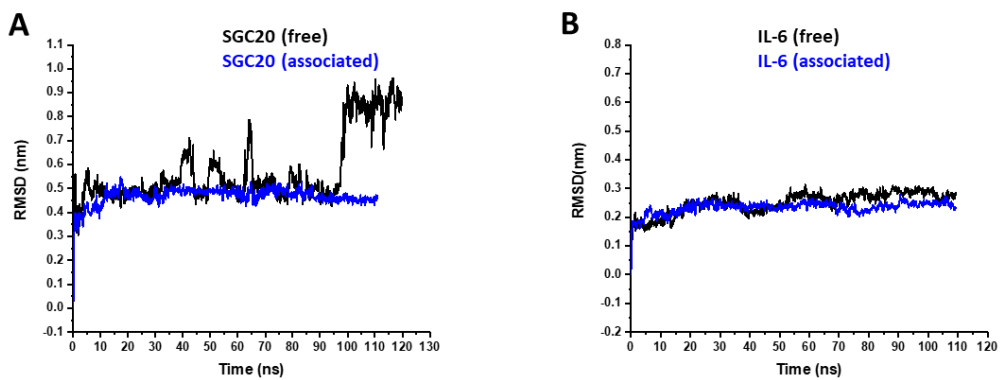 A
SGC20 (free)
SGC20 (associated)
1.1
1.0
0.9
0.8
0.7
0.6
0.5
0.4
0.3
0.2
0.1
0.0
-0.1
RMSD (nm)
0 10 20 30 40 50 60 70 80 90 100 110 120 130
Time (ns)
B
IL-6 (free)
IL-6 (associated)
0.8
0.7
0.6
0.5
0.4
0.3
0.2
0.1
0.0
-0.1
-0.2
RMSD(nm)
0 10 20 30 40 50 60 70 80 90 100 110 120
Time (ns)